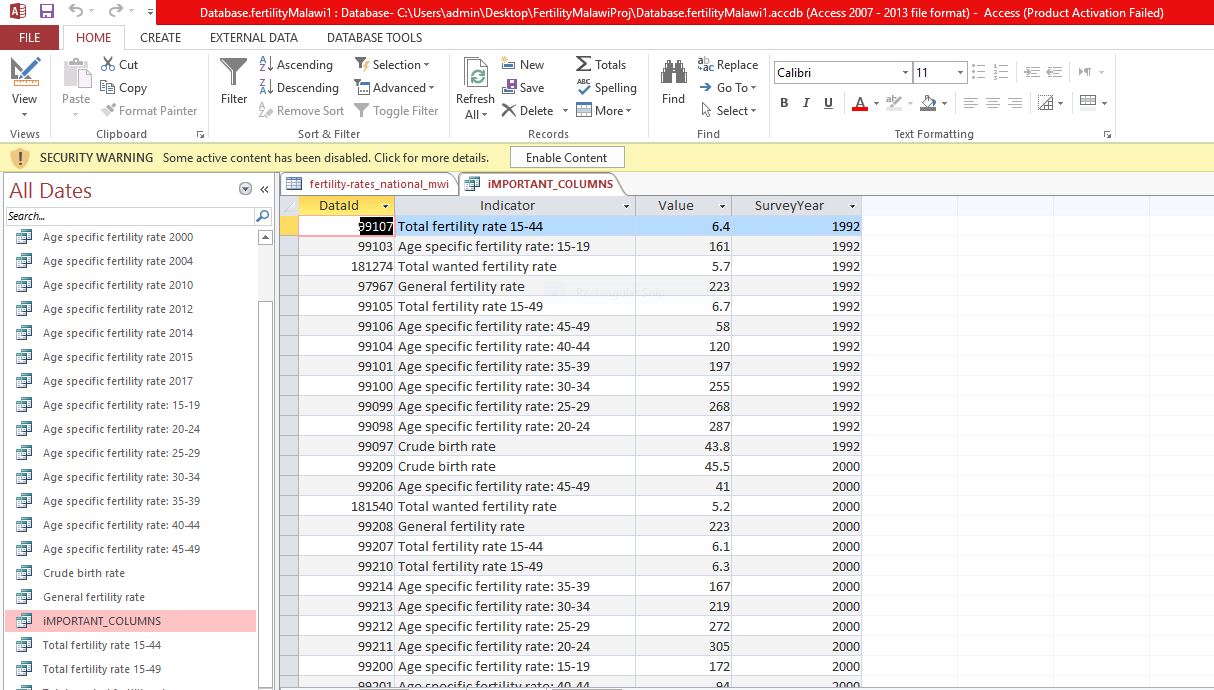 Database.fertilityMalawi1 : Database- C:\Users\admin\Desktop\FertilityMalawiProj\Database.fertilityMalawi1.accdb (Access 2007 - 2013 file format) - Access (Product Activation Failed)
FILE HOME CREATE EXTERNAL DATA DATABASE TOOLS
View
Views
Paste
Cut
Copy
Format Painter
Clipboard
Filter
Ascending
Descending
Remove Sort
Selection
Advanced
Toggle Filter
Sort & Filter
Refresh
All
New
Save
Delete
Totals
Spelling
More
Records
Find
Replace
Go To
Select
Find
Calibri 11
B I U A
Text Formatting
SECURITY WARNING Some active content has been disabled. Click for more details. Enable Content
All Dates
Search...
Age specific fertility rate 2000
Age specific fertility rate 2004
Age specific fertility rate 2010
Age specific fertility rate 2012
Age specific fertility rate 2014
Age specific fertility rate 2015
Age specific fertility rate 2017
Age specific fertility rate: 15-19
Age specific fertility rate: 20-24
Age specific fertility rate: 25-29
Age specific fertility rate: 30-34
Age specific fertility rate: 35-39
Age specific fertility rate: 40-44
Age specific fertility rate: 45-49
Crude birth rate
General fertility rate
iMPORTANT_COLUMNS
Total fertility rate 15-44
Total fertility rate 15-49
fertility-rates_national_mwi iMPORTANT_COLUMNS
DataId Indicator Value SurveyYear
99107 Total fertility rate 15-44 6.4 1992
99103 Age specific fertility rate: 15-19 161 1992
181274 Total wanted fertility rate 5.7 1992
97967 General fertility rate 223 1992
99105 Total fertility rate 15-49 6.7 1992
99106 Age specific fertility rate: 45-49 58 1992
99104 Age specific fertility rate: 40-44 120 1992
99101 Age specific fertility rate: 35-39 197 1992
99100 Age specific fertility rate: 30-34 255 1992
99099 Age specific fertility rate: 25-29 268 1992
99098 Age specific fertility rate: 20-24 287 1992
99097 Crude birth rate 43.8 1992
99209 Crude birth rate 45.5 2000
99206 Age specific fertility rate: 45-49 41 2000
181540 Total wanted fertility rate 5.2 2000
99208 General fertility rate 223 2000
99207 Total fertility rate 15-44 6.1 2000
99210 Total fertility rate 15-49 6.3 2000
99214 Age specific fertility rate: 35-39 167 2000
99213 Age specific fertility rate: 30-34 219 2000
99212 Age specific fertility rate: 25-29 272 2000
99211 Age specific fertility rate: 20-24 305 2000
99200 Age specific fertility rate: 15-19 172 2000
99201 Age specific fertility rate: 40-44 94 2000